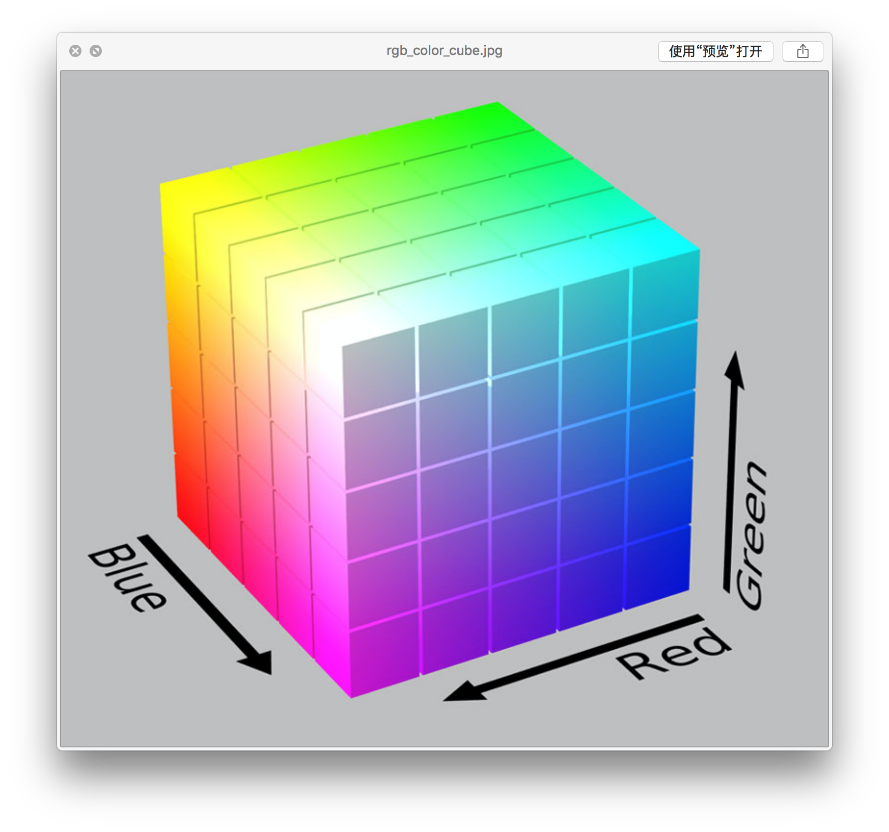 rgb_color_cube.jpg
使用“预览”打开
Blue
Green
Red